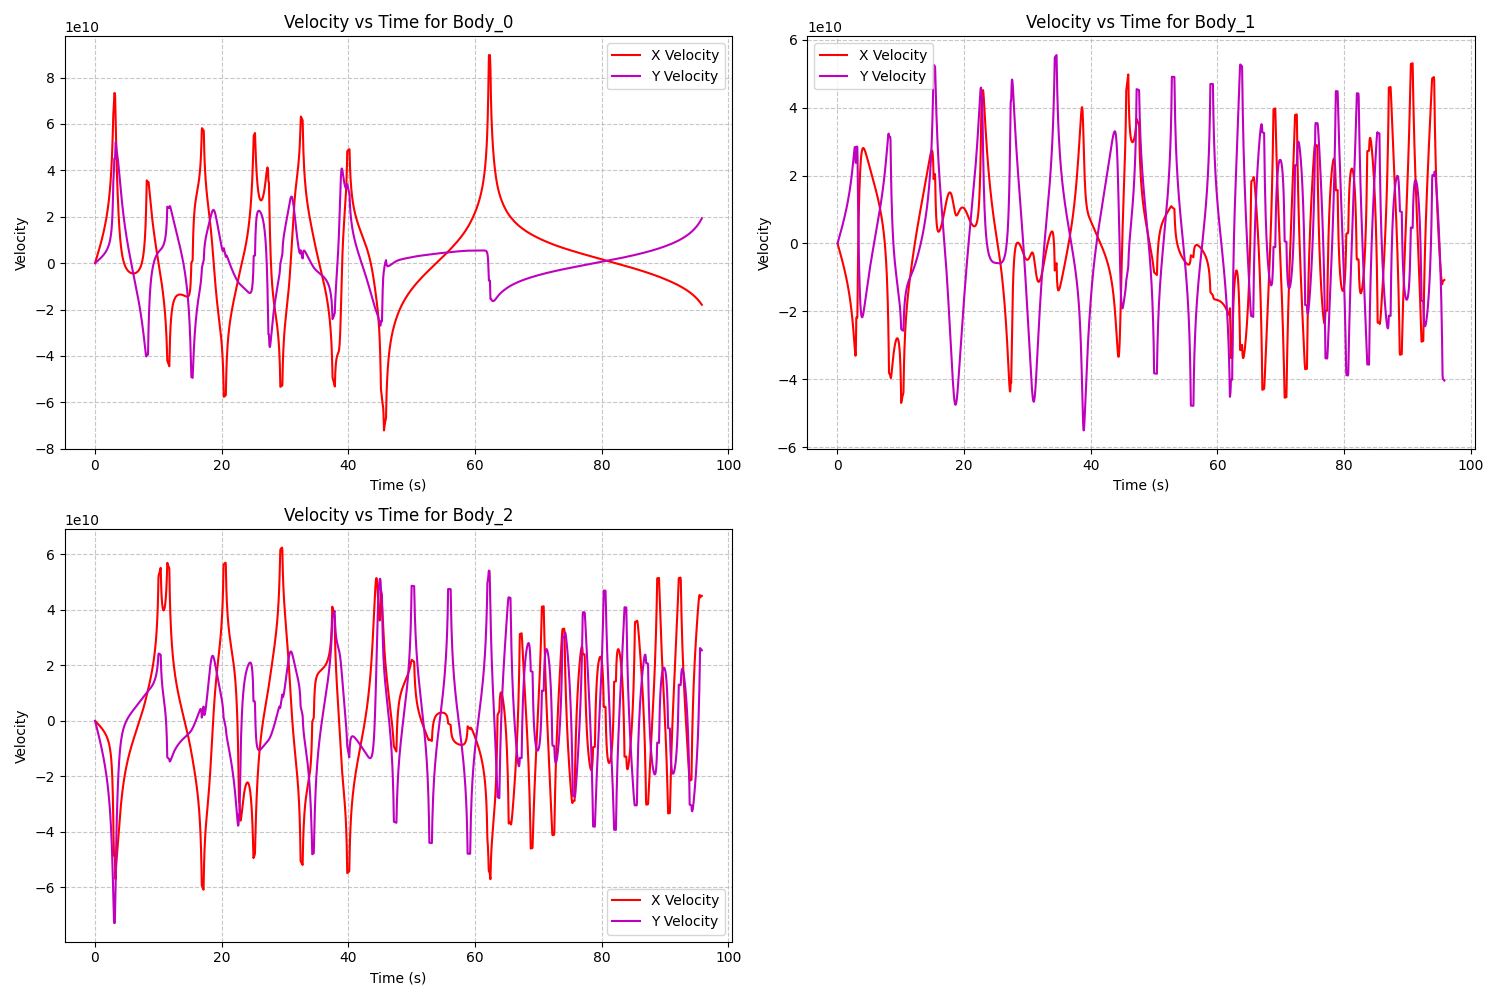 Velocity vs Time for Body_0
1e10
X Velocity
Y Velocity
8
6
4
2
0
−2
−4
−6
−8
Velocity
0 20 40 60 80 100
Time (s)
Velocity vs Time for Body_1
1e10
X Velocity
Y Velocity
6
4
2
0
−2
−4
−6
Velocity
0 20 40 60 80 100
Time (s)
Velocity vs Time for Body_2
1e10
6
4
2
0
−2
−4
−6
Velocity
X Velocity
Y Velocity
0 20 40 60 80 100
Time (s)